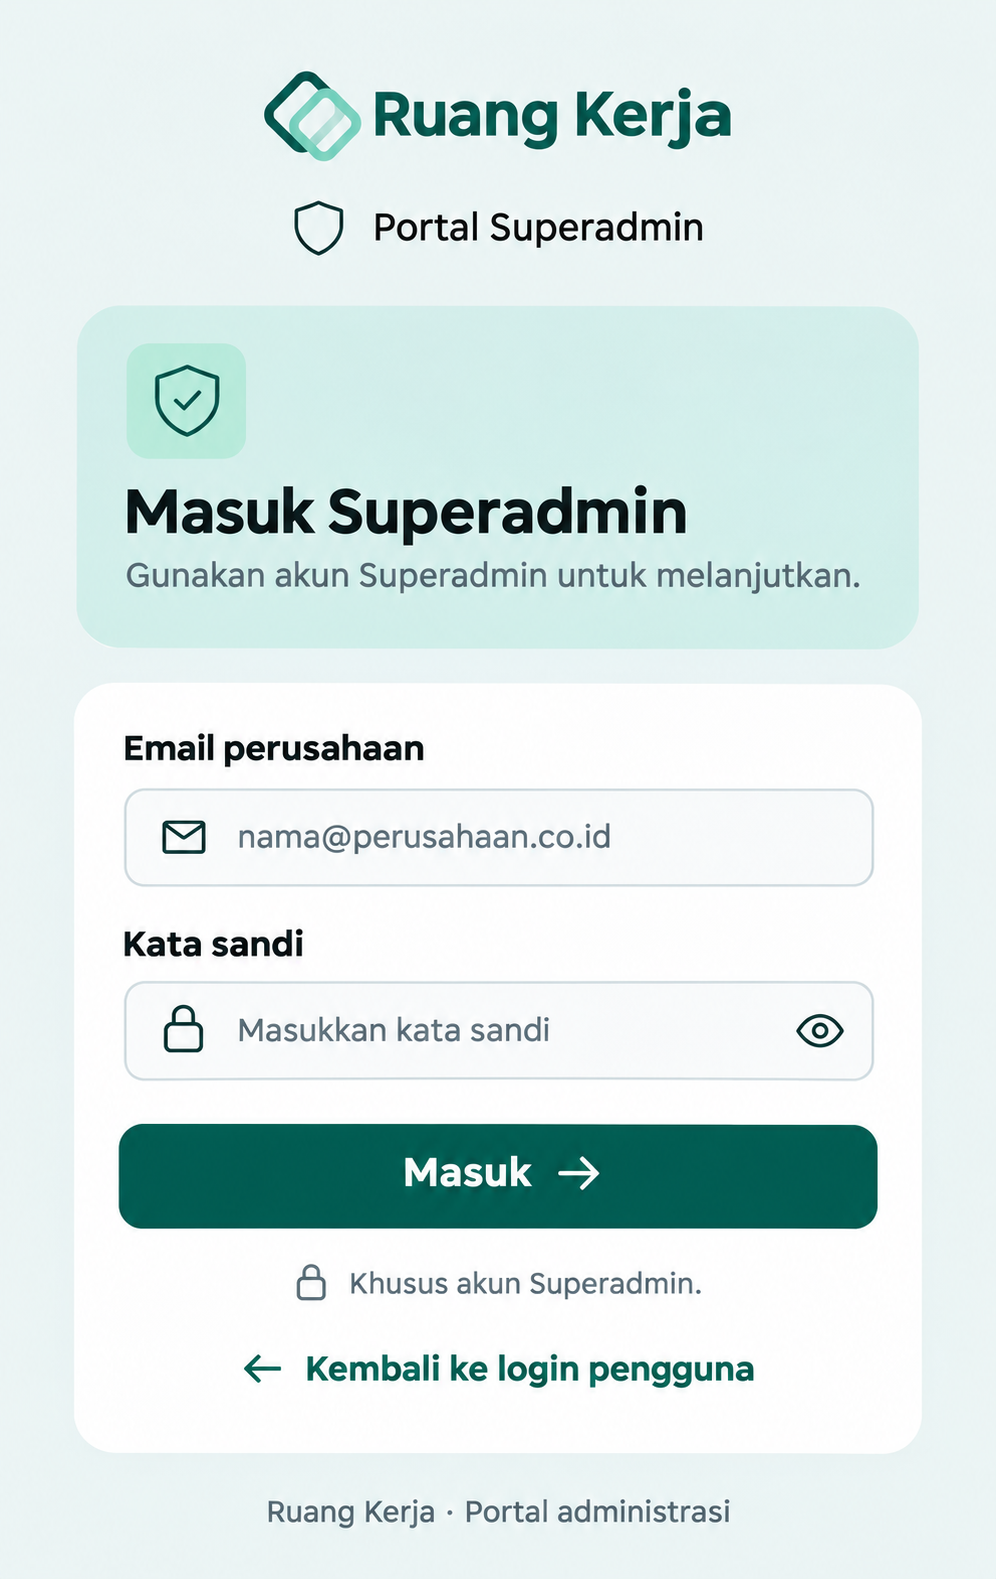 Ruang Kerja
Portal Superadmin
Masuk Superadmin
Gunakan akun Superadmin untuk melanjutkan.
Email perusahaan
nama@perusahaan.co.id
Kata sandi
Masukkan kata sandi
Masuk
Khusus akun Superadmin.
Kembali ke login pengguna
Ruang Kerja · Portal administrasi